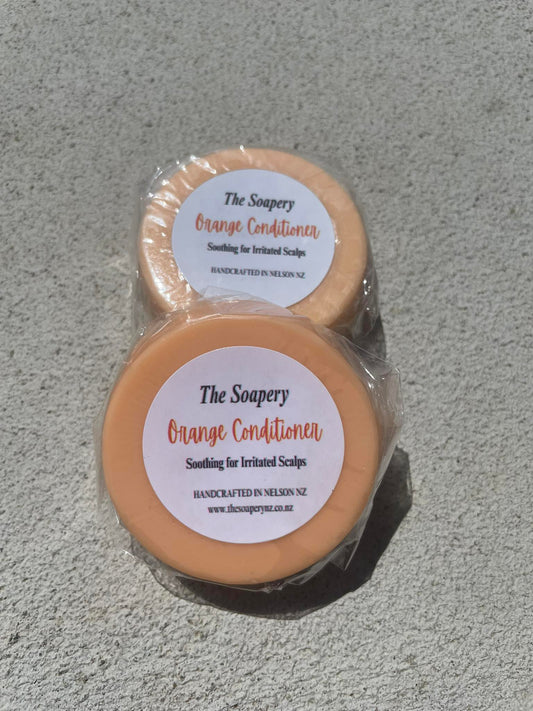 The Soapery
Orange Conditioner
Soothing for Irritated Scalps
HANDCRAFTED IN NELSON NZ
The Soapery
Orange Conditioner
Soothing for Irritated Scalps
HANDCRAFTED IN NELSON NZ
www.thesoaperynz.co.nz